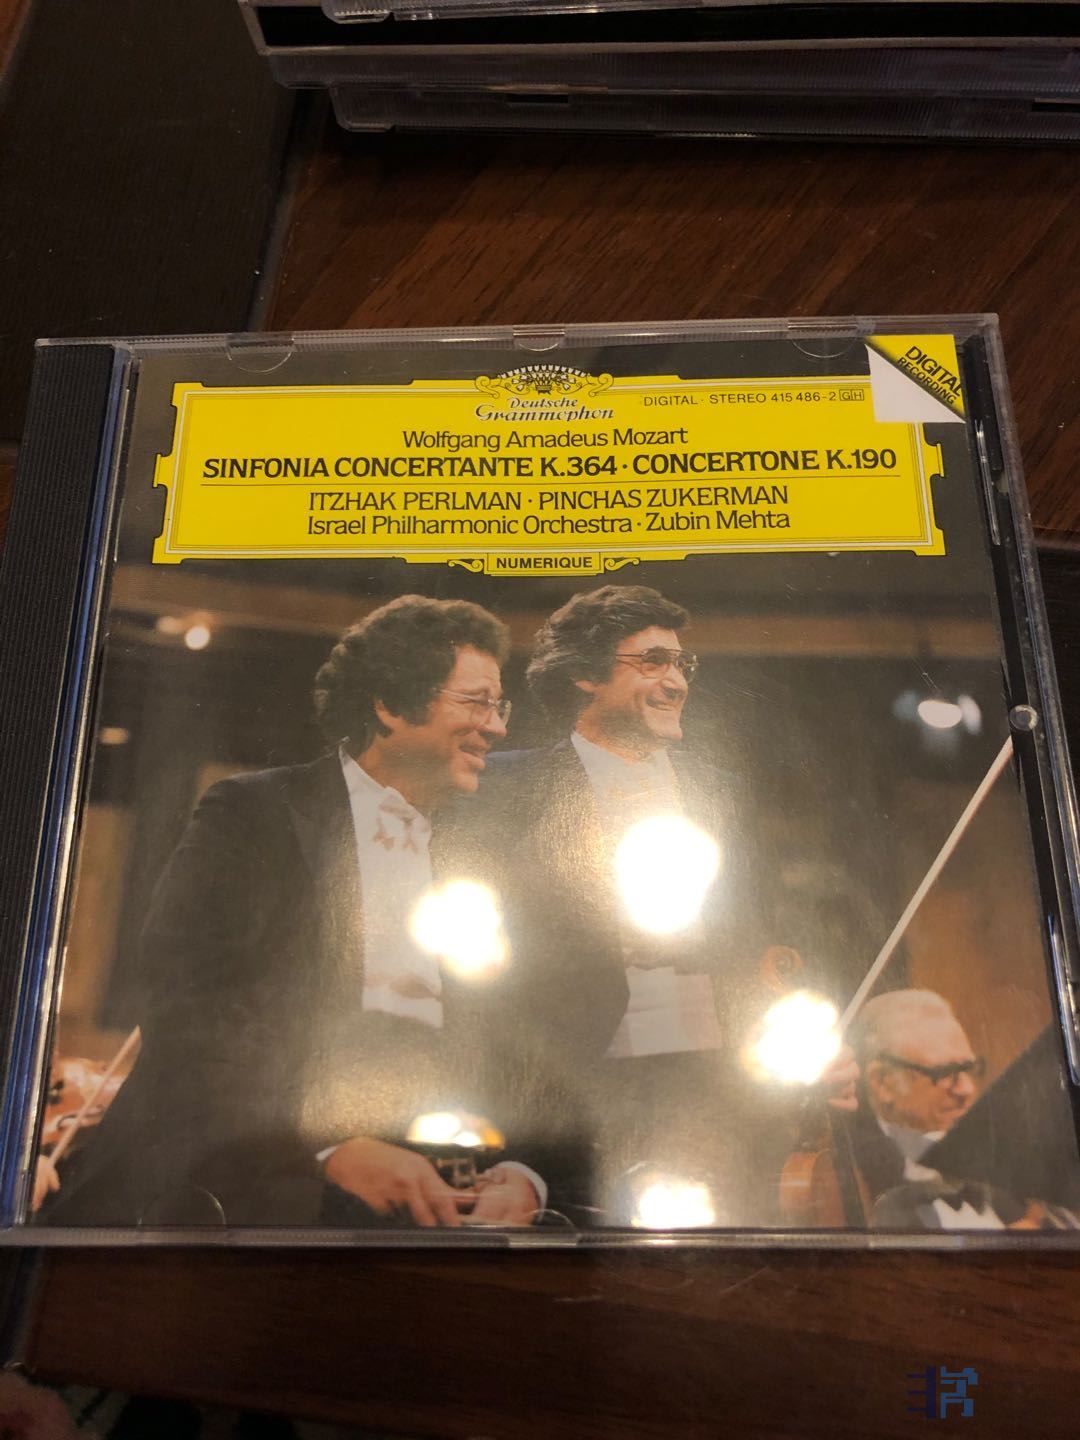 DIGITAL
RECORDING
Deutsche
Grammophon
DIGITAL · STEREO 415 486-2 GH
Wolfgang Amadeus Mozart
SINFONIA CONCERTANTE K.364 · CONCERTONE K.190
ITZHAK PERLMAN · PINCHAS ZUKERMAN
Israel Philharmonic Orchestra · Zubin Mehta
NUMERIQUE